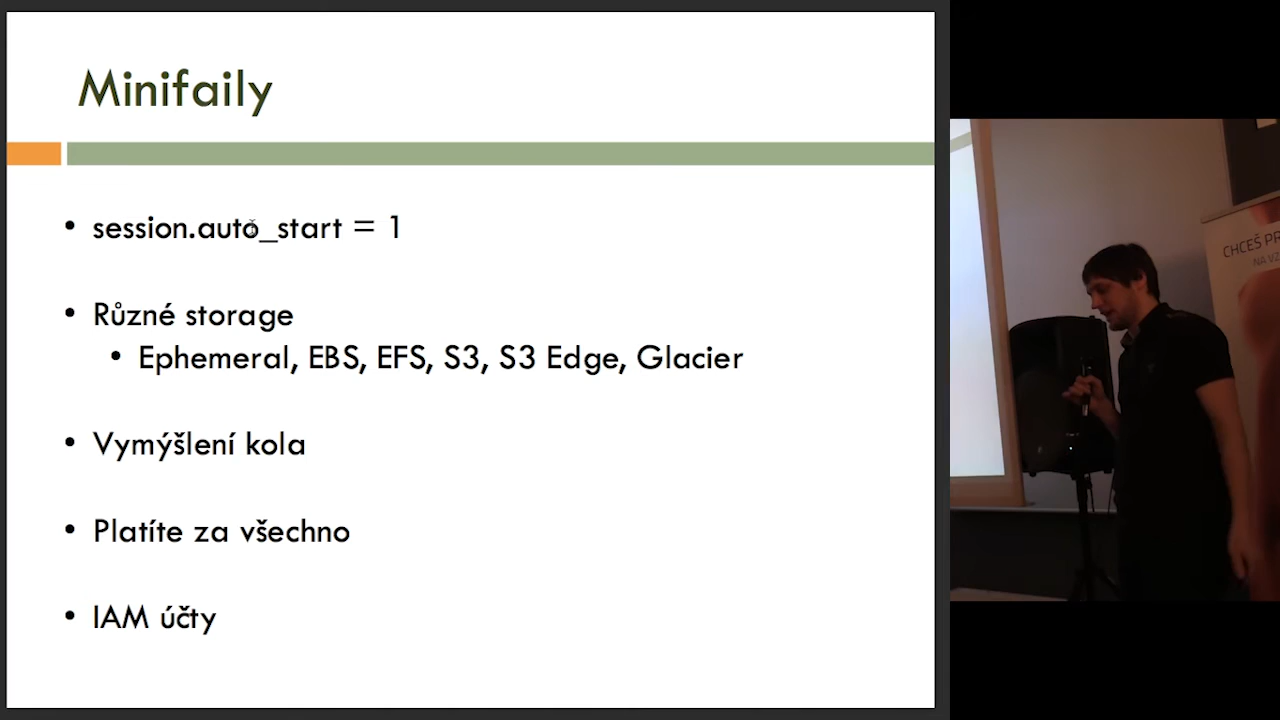 Minifaily
• session.auto_start = 1
• Různé storage
• Ephemeral, EBS, EFS, S3, S3 Edge, Glacier
• Vymýšlení kola
• Platíte za všechno
• IAM účty
CHCEŠ PR
NA VŽ